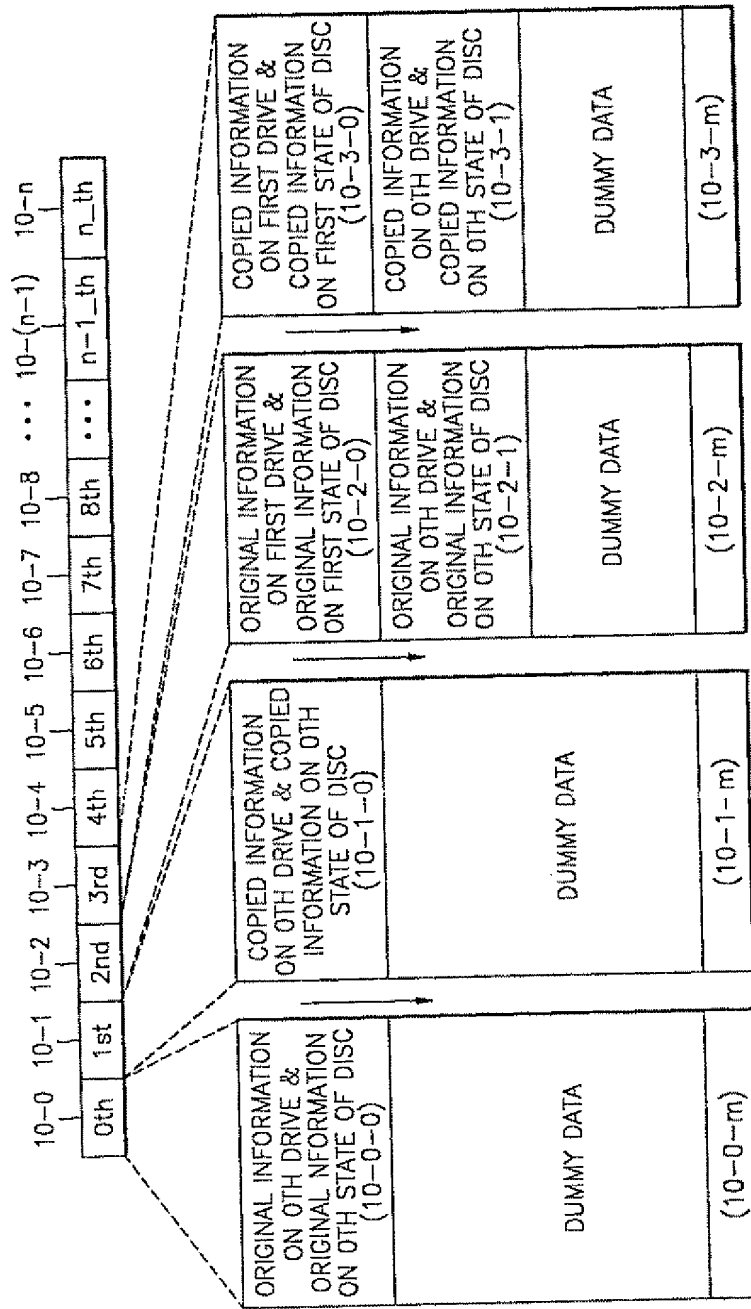 10-0 10-1 10-2 10-3 10-4 10-5 10-6 10-7 10-8 ••• 10-(n-1) 10-n
0th 1st 2nd 3rd 4th 5th 6th 7th 8th ••• n-1_th n_th
ORIGINAL INFORMATION
ON 0TH DRIVE &
ORIGINAL NFORMATION
ON 0TH STATE OF DISC
(10-0-0)
DUMMY DATA
(10-0-m)
COPIED INFORMATION
ON 0TH DRIVE & COPIED
INFORMATION ON 0TH
STATE OF DISC
(10-1-0)
DUMMY DATA
(10-1-m)
ORIGINAL INFORMATION
ON FIRST DRIVE &
ORIGINAL INFORMATION
ON FIRST STATE OF DISC
(10-2-0)
ORIGINAL INFORMATION
ON 0TH DRIVE &
ORIGINAL INFORMATION
ON 0TH STATE OF DISC
(10-2-1)
DUMMY DATA
(10-2-m)
COPIED INFORMATION
ON FIRST DRIVE &
COPIED INFORMATION
ON FIRST STATE OF DISC
(10-3-0)
COPIED INFORMATION
ON 0TH DRIVE &
COPIED INFORMATION
ON 0TH STATE OF DISC
(10-3-1)
DUMMY DATA
(10-3-m)